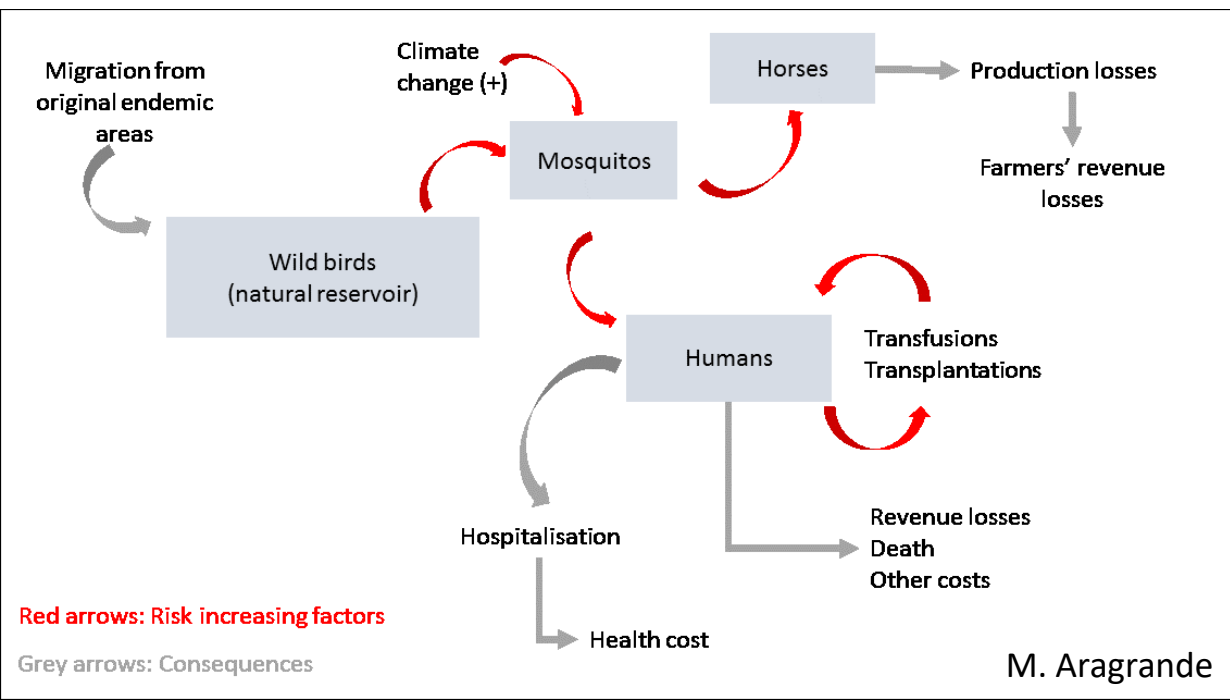 Migration from
original endemic
areas
Climate
change (+)
Horses
Production losses
Mosquitos
Farmers' revenue
losses
Wild birds
(natural reservoir)
Humans
Transfusions
Transplantations
Hospitalisation
Revenue losses
Death
Other costs
Red arrows: Risk increasing factors
Health cost
Grey arrows: Consequences
M. Aragrande